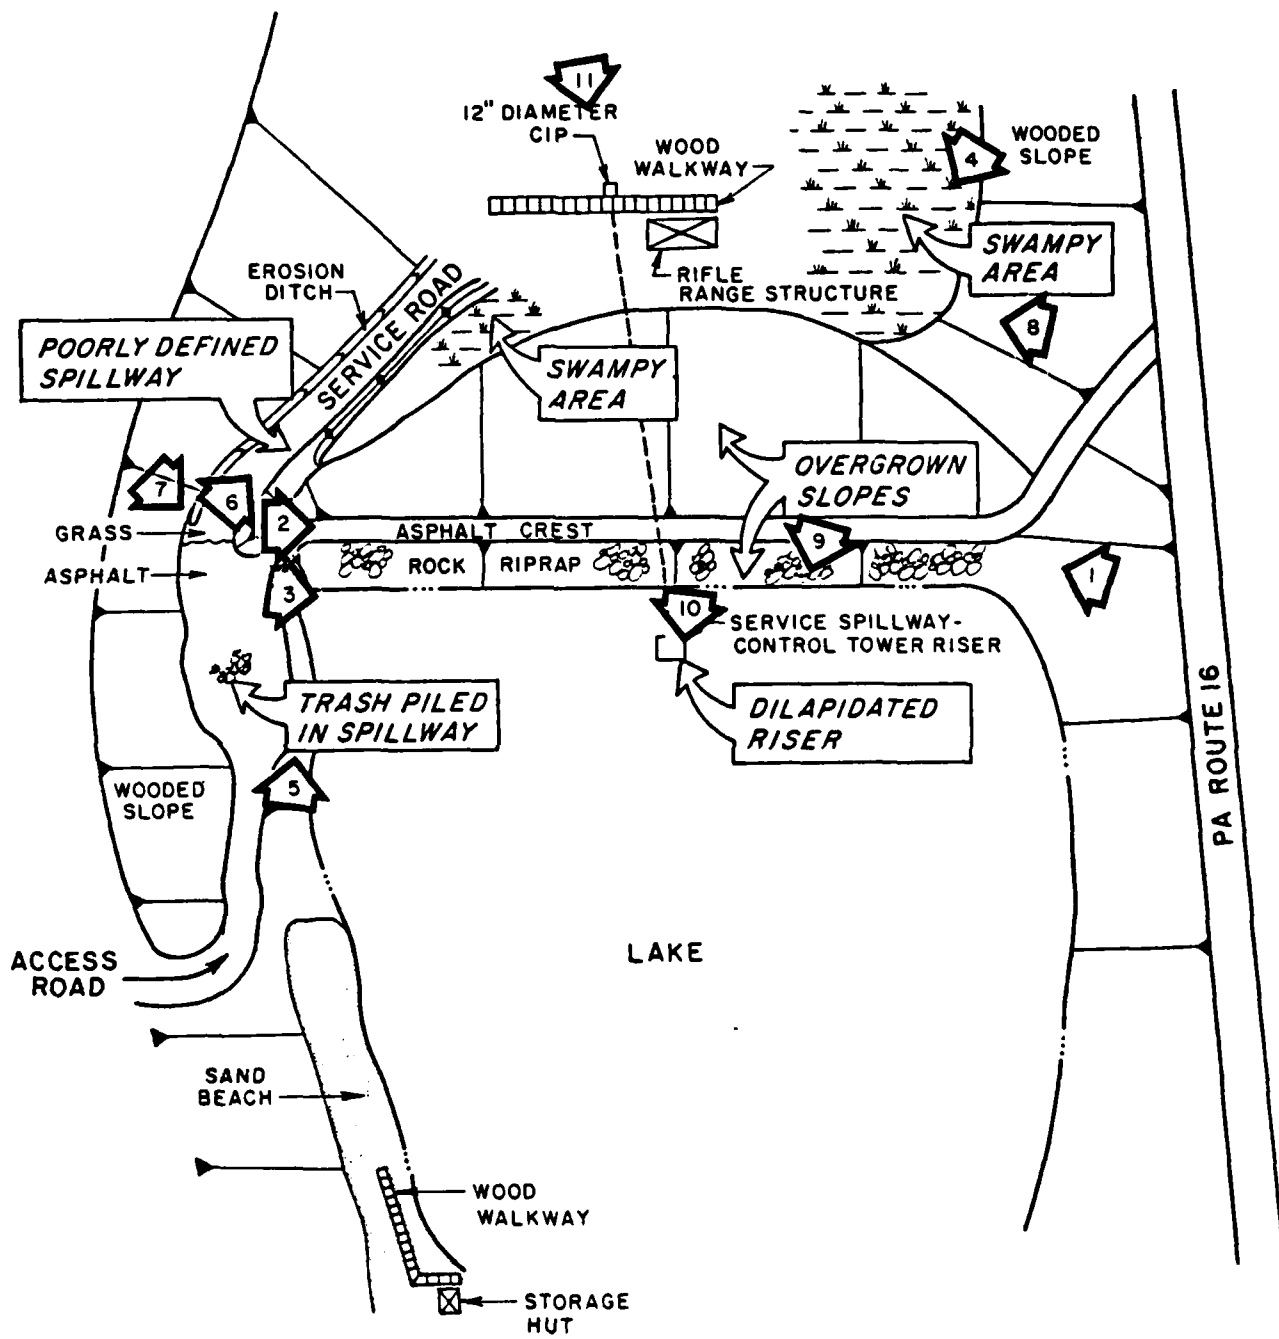 11
12" DIAMETER
CIP
WOOD
WALKWAY
4
WOODED
SLOPE
SWAMPY
AREA
RIFLE
RANGE STRUCTURE
8
EROSION
DITCH
SERVICE ROAD
POORLY DEFINED
SPILLWAY
SWAMPY
AREA
OVERGROWN
SLOPES
7
6
2
GRASS
ASPHALT CREST
9
ASPHALT
ROCK RIPRAP
1
3
10
SERVICE SPILLWAY-
CONTROL TOWER RISER
TRASH PILED
IN SPILLWAY
DILAPIDATED
RISER
PA ROUTE 16
5
WOODED
SLOPE
ACCESS
ROAD
LAKE
SAND
BEACH
WOOD
WALKWAY
STORAGE
HUT